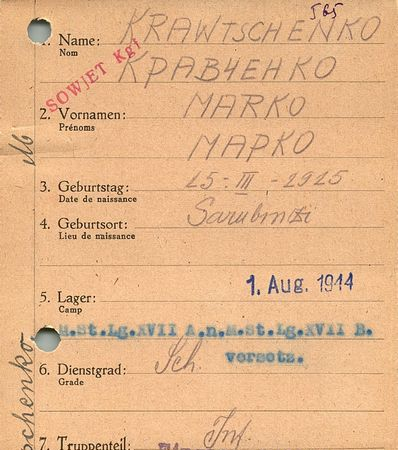 565
1. Name: KRAWTSCHENKO
Nom
КРАВЧЕНКО
SOWJET Kgf
2. Vornamen: MARKO
Prénoms
МАРКО
3. Geburtstag: 25-III-1925
Date de naissance
4. Geburtsort:
Lieu de naissance
1. Aug. 1944
5. Lager:
Camp
M.St.Lg.XVII A.n.M.st.Lg.XVII B.
versetz.
6. Dienstgrad: Sch.
Grade
7. Truppenteil: Inf.
schenko